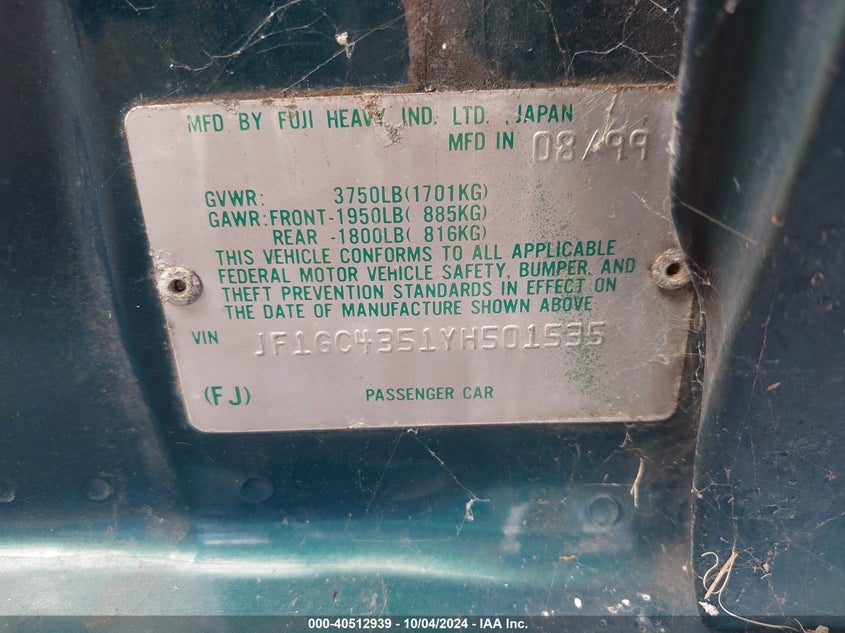 MFD BY FUJI HEAVY IND. LTD. , JAPAN
MFD IN 08/99
GVWR: 3750LB(1701KG)
GAWR:FRONT-1950LB( 885KG)
REAR -1800LB( 816KG)
THIS VEHICLE CONFORMS TO ALL APPLICABLE
FEDERAL MOTOR VEHICLE SAFETY, BUMPER, AND
THEFT PREVENTION STANDARDS IN EFFECT ON
THE DATE OF MANUFACTURE SHOWN ABOVE.
VIN JF1GC4351YH501535
(FJ) PASSENGER CAR
000-40512939 - 10/04/2024 - IAA Inc.